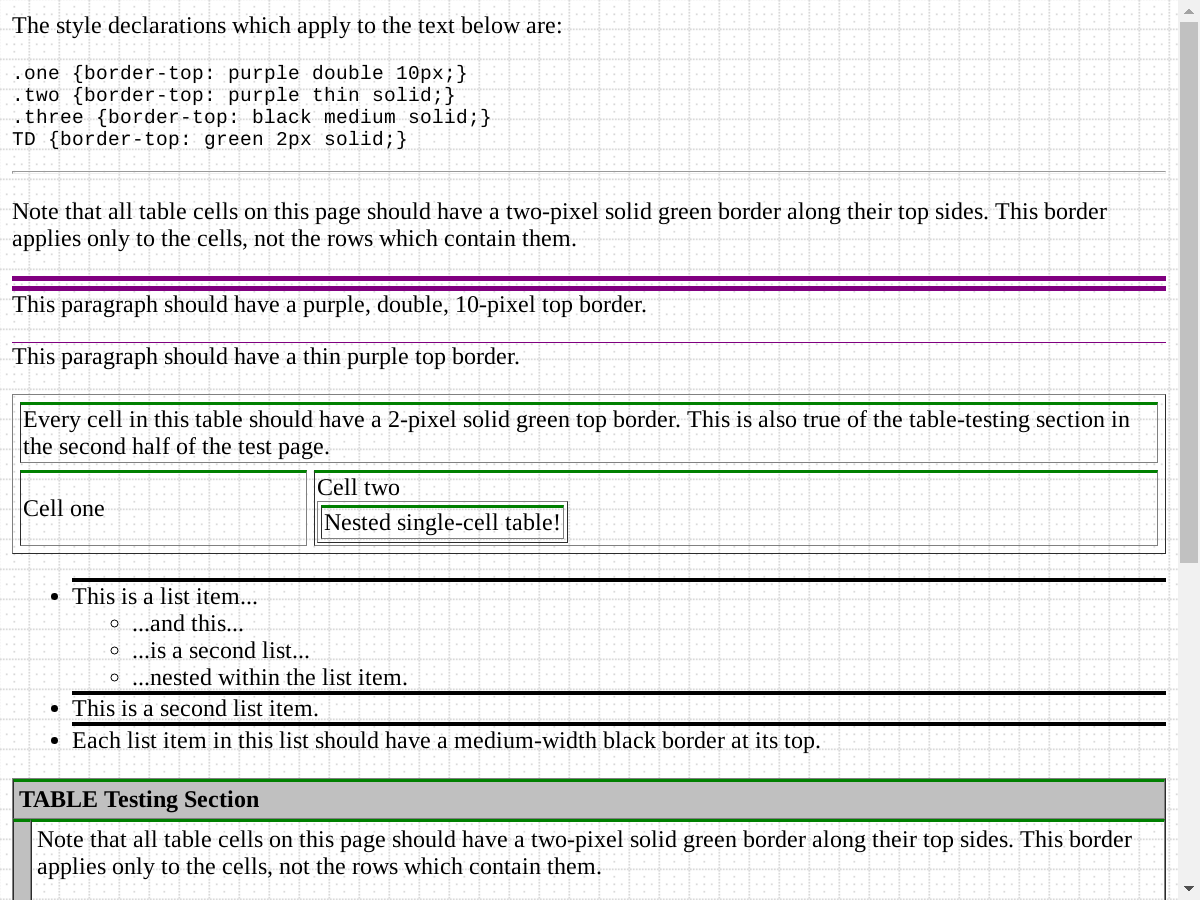 The style declarations which apply to the text below are:
.one {border-top: purple double 10px;}
.two {border-top: purple thin solid;}
.three {border-top: black medium solid;}
TD {border-top: green 2px solid;}
Note that all table cells on this page should have a two-pixel solid green border along their top sides. This border
applies only to the cells, not the rows which contain them.
This paragraph should have a purple, double, 10-pixel top border.
This paragraph should have a thin purple top border.
Every cell in this table should have a 2-pixel solid green top border. This is also true of the table-testing section in
the second half of the test page.
Cell one
Cell two
Nested single-cell table!
This is a list item...
...and this...
...is a second list...
...nested within the list item.
This is a second list item.
Each list item in this list should have a medium-width black border at its top.
TABLE Testing Section
Note that all table cells on this page should have a two-pixel solid green border along their top sides. This border
applies only to the cells, not the rows which contain them.